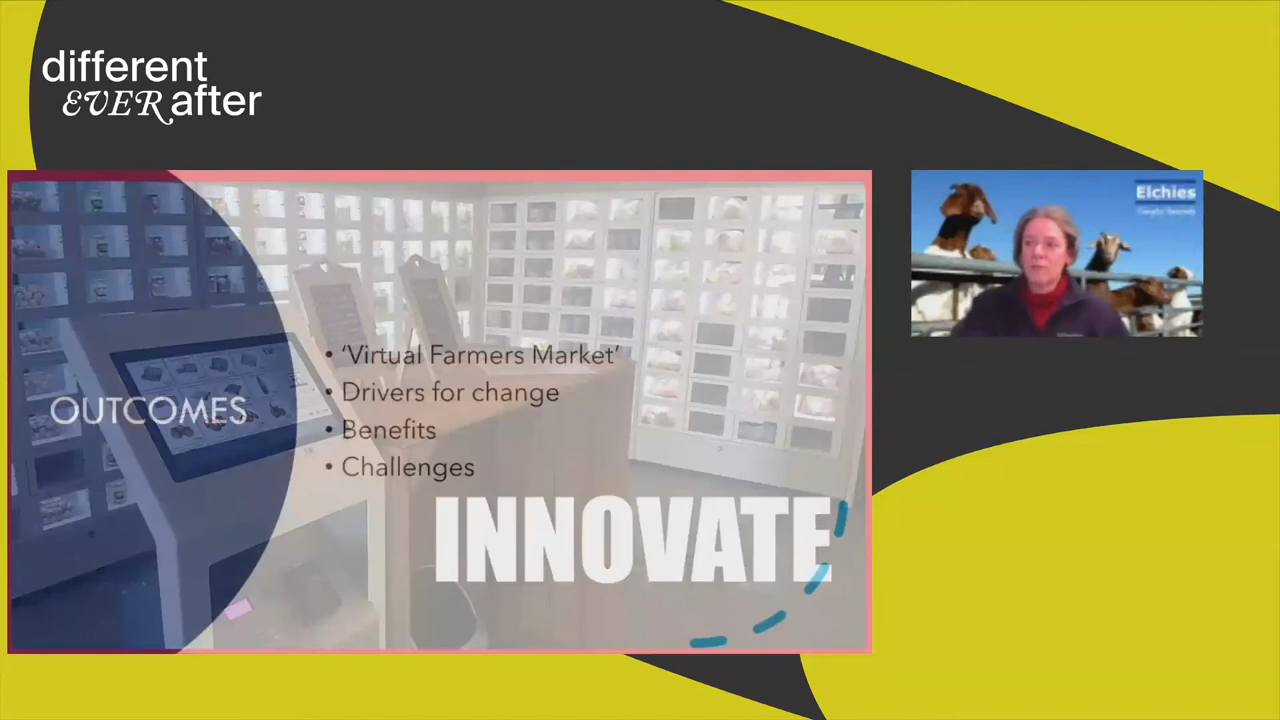 different
EVER after
Elchies
OUTCOMES
• ‘Virtual Farmers Market’
• Drivers for change
• Benefits
• Challenges
INNOVATE